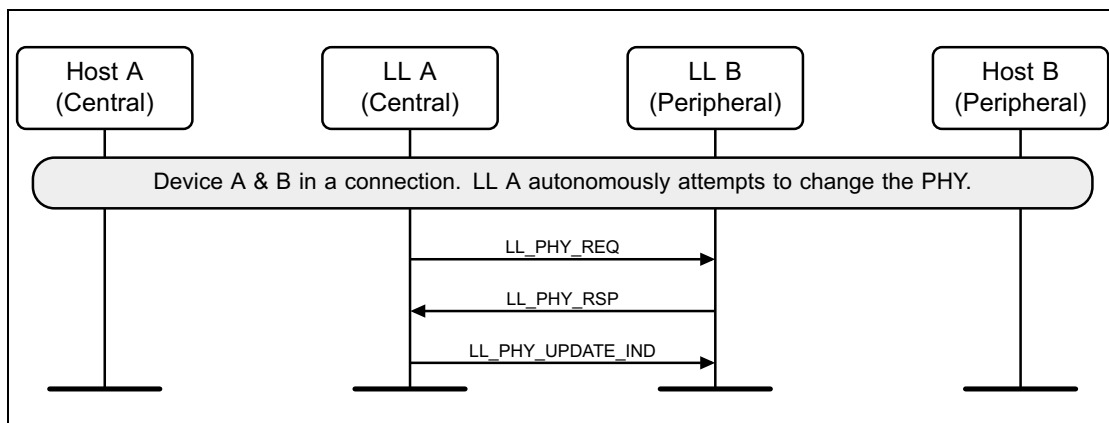 Host A
(Central)
LL A
(Central)
LL B
(Peripheral)
Host B
(Peripheral)
Device A & B in a connection. LL A autonomously attempts to change the PHY.
LL_PHY_REQ
LL_PHY_RSP
LL_PHY_UPDATE_IND